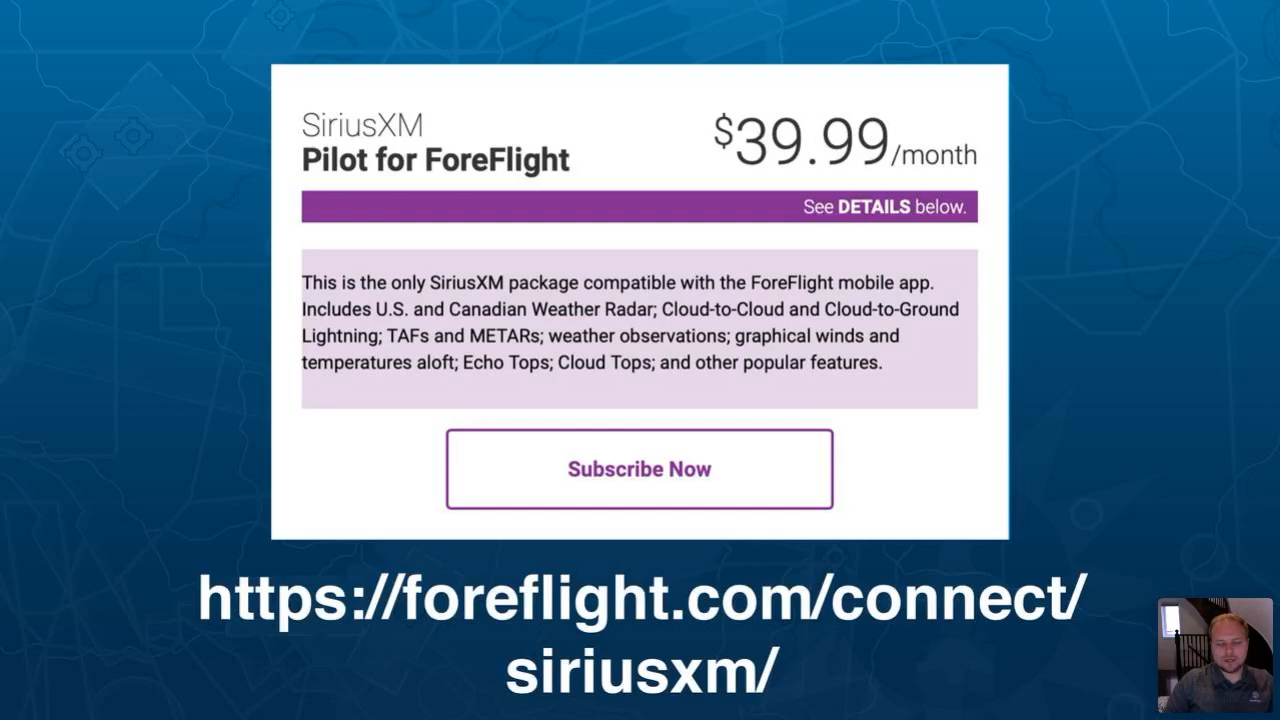 SiriusXM
Pilot for ForeFlight
$39.99/month
See DETAILS below.
This is the only SiriusXM package compatible with the ForeFlight mobile app.
Includes U.S. and Canadian Weather Radar; Cloud-to-Cloud and Cloud-to-Ground
Lightning; TAFs and METARs; weather observations; graphical winds and
temperatures aloft; Echo Tops; Cloud Tops; and other popular features.
Subscribe Now
https://foreflight.com/connect/
siriusxm/